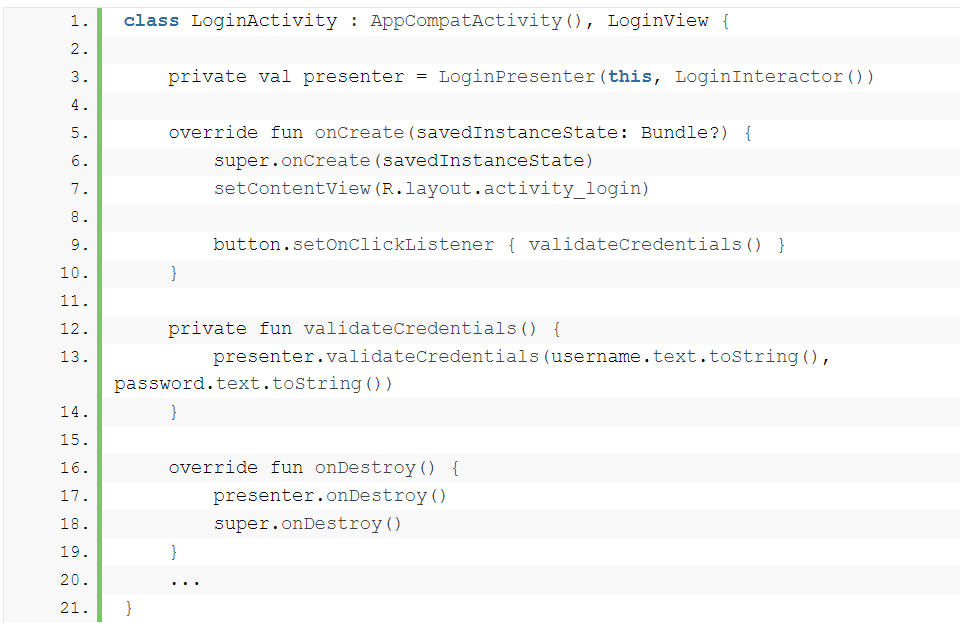 1. class LoginActivity : AppCompatActivity(), LoginView {
2.
3.     private val presenter = LoginPresenter(this, LoginInteractor())
4.
5.     override fun onCreate(savedInstanceState: Bundle?) {
6.         super.onCreate(savedInstanceState)
7.         setContentView(R.layout.activity_login)
8.
9.         button.setOnClickListener { validateCredentials() }
10.     }
11.
12.     private fun validateCredentials() {
13.         presenter.validateCredentials(username.text.toString(),
password.text.toString())
14.     }
15.
16.     override fun onDestroy() {
17.         presenter.onDestroy()
18.         super.onDestroy()
19.     }
20.     ...
21. }